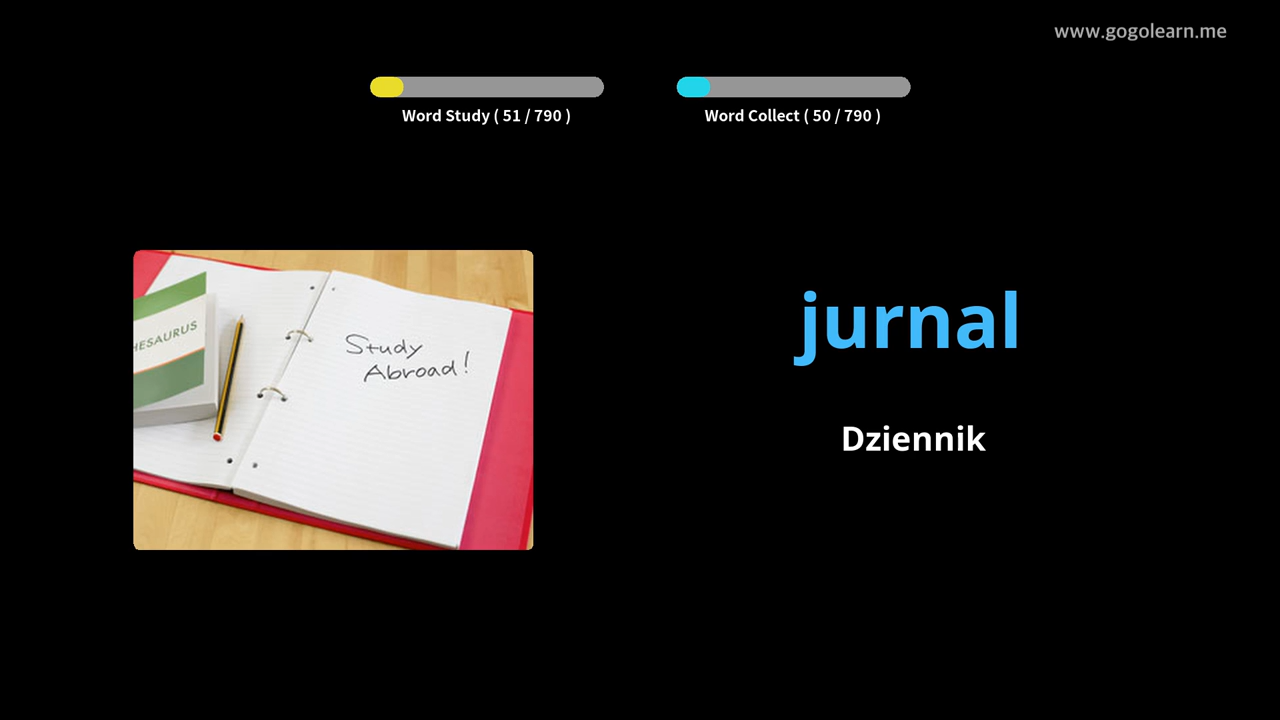 www.gogolearn.me
Word Study ( 51 / 790 )
Word Collect ( 50 / 790 )
HESAURUS
Study
Abroad!
jurnal
Dziennik